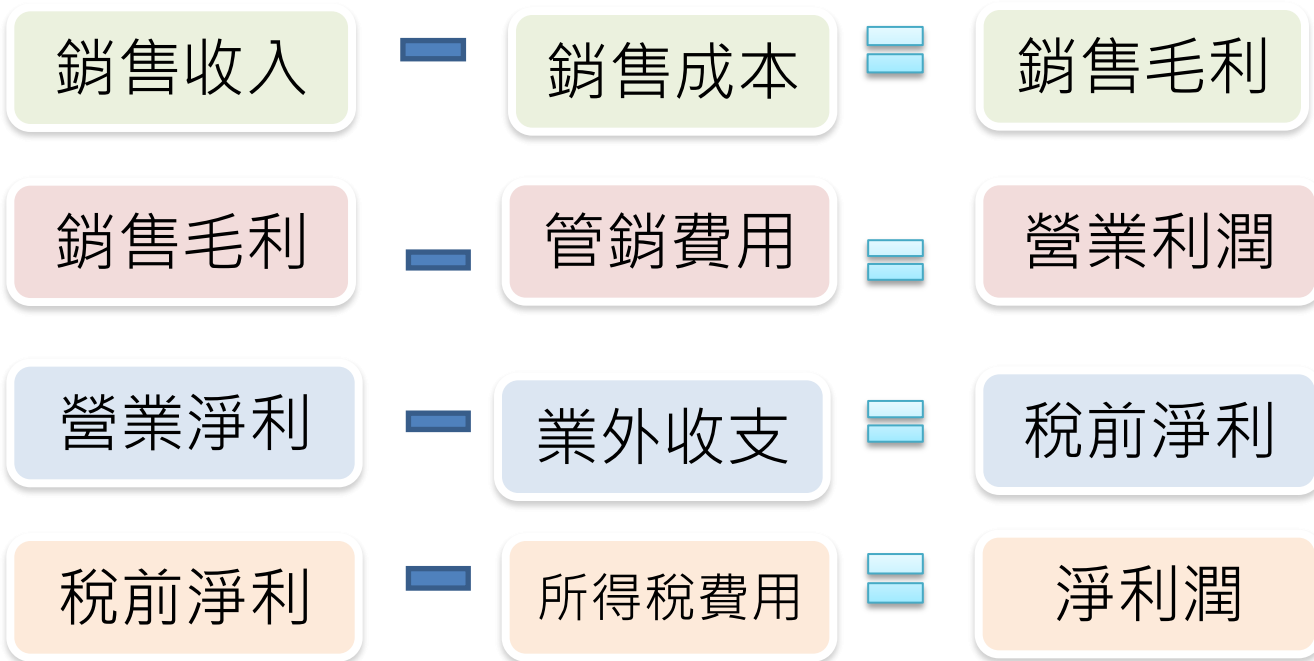 銷售收入 銷售成本 銷售毛利
銷售毛利 管銷費用 營業利潤
營業淨利 業外收支 稅前淨利
稅前淨利 所得稅費用 淨利潤